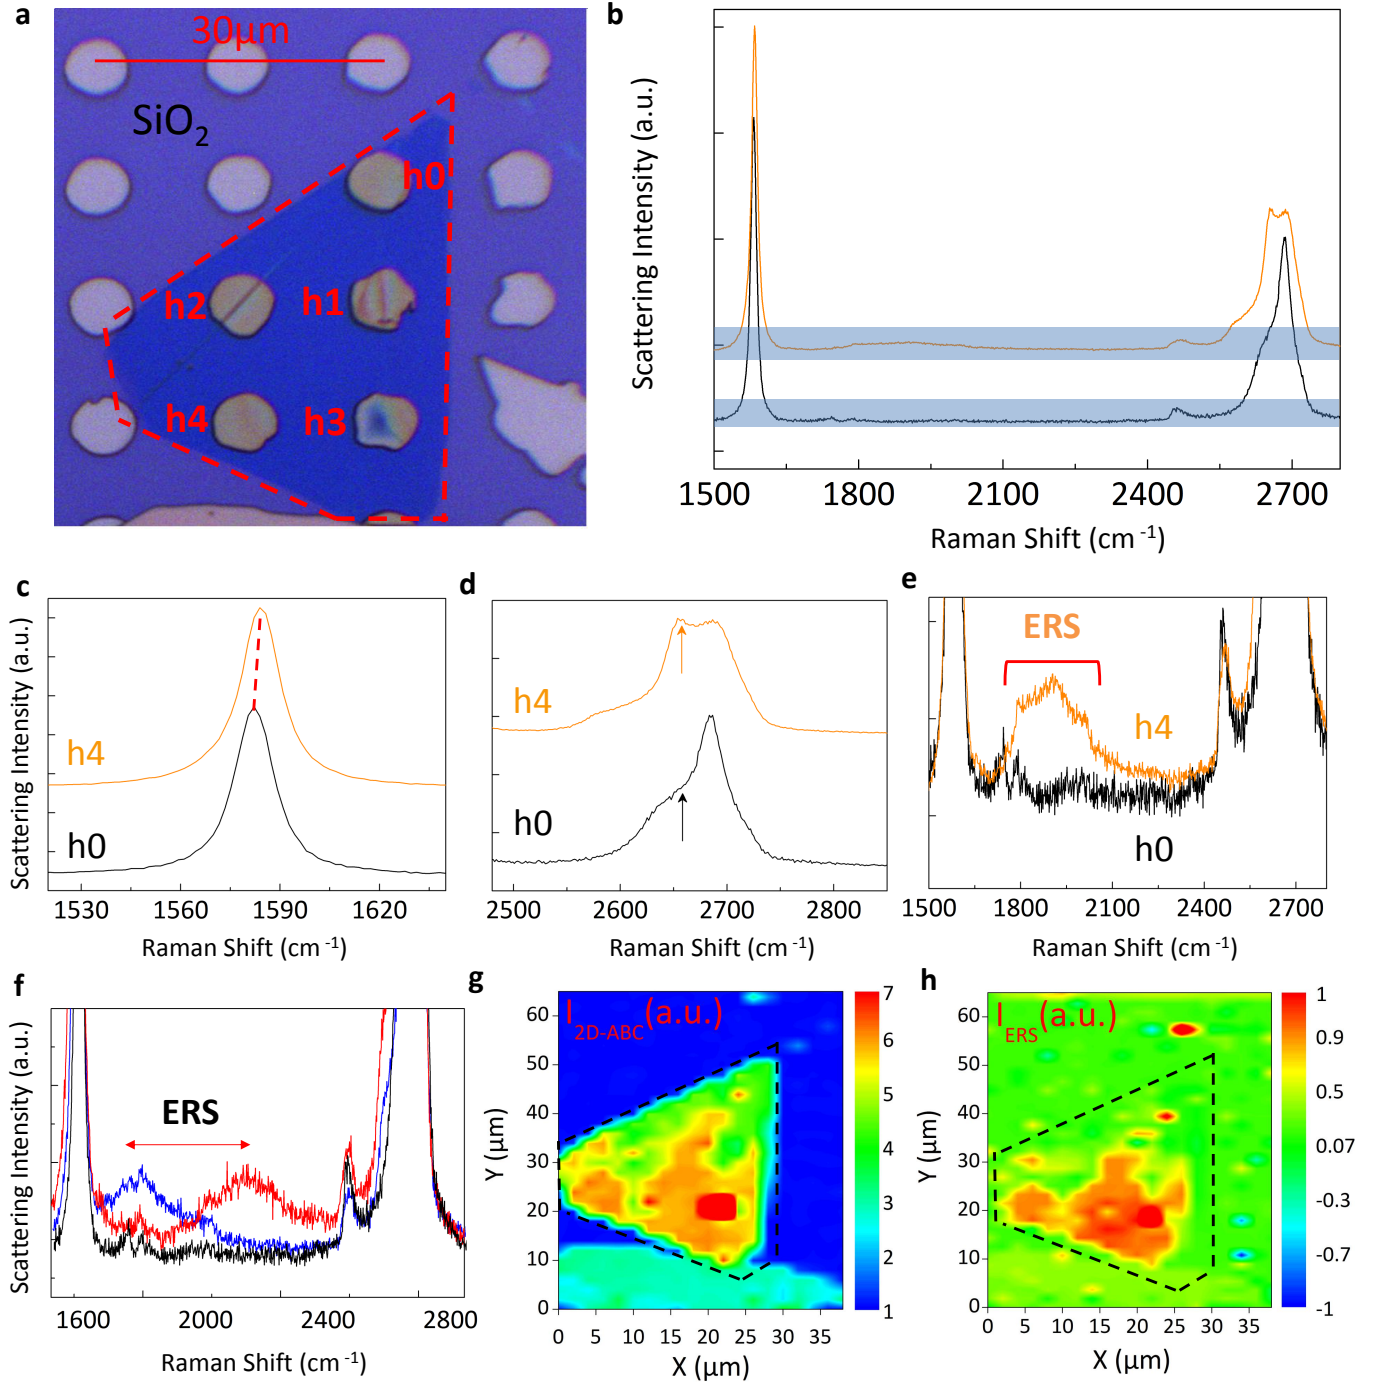 a
30μm
SiO2
h0
h2
h1
h4
h3
b
Scattering Intensity (a.u.)
1500 1800 2100 2400 2700
Raman Shift (cm-1)
c
Scattering Intensity (a.u.)
h4
h0
1530 1560 1590 1620
Raman Shift (cm-1)
d
h4
h0
2500 2600 2700 2800
Raman Shift (cm-1)
e
ERS
h4
h0
1500 1800 2100 2400 2700
Raman Shift (cm-1)
f
Scattering Intensity (a.u.)
ERS
1600 2000 2400 2800
Raman Shift (cm-1)
g
I2D-ABC(a.u.)
Y (μm)
60
50
40
30
20
10
0
0 5 10 15 20 25 30 35
X (μm)
7
6
5
4
3
2
1
h
IERS(a.u.)
Y (μm)
60
50
40
30
20
10
0
0 5 10 15 20 25 30 35
X (μm)
1
0.9
0.5
0.07
-0.3
-0.7
-1